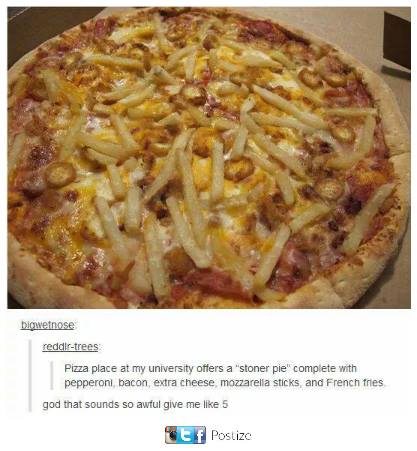 bigwetnose:
reddlr-trees:
Pizza place at my university offers a "stoner pie" complete with
pepperoni, bacon, extra cheese, mozzarella sticks, and French fries.
god that sounds so awful give me like 5
Postize